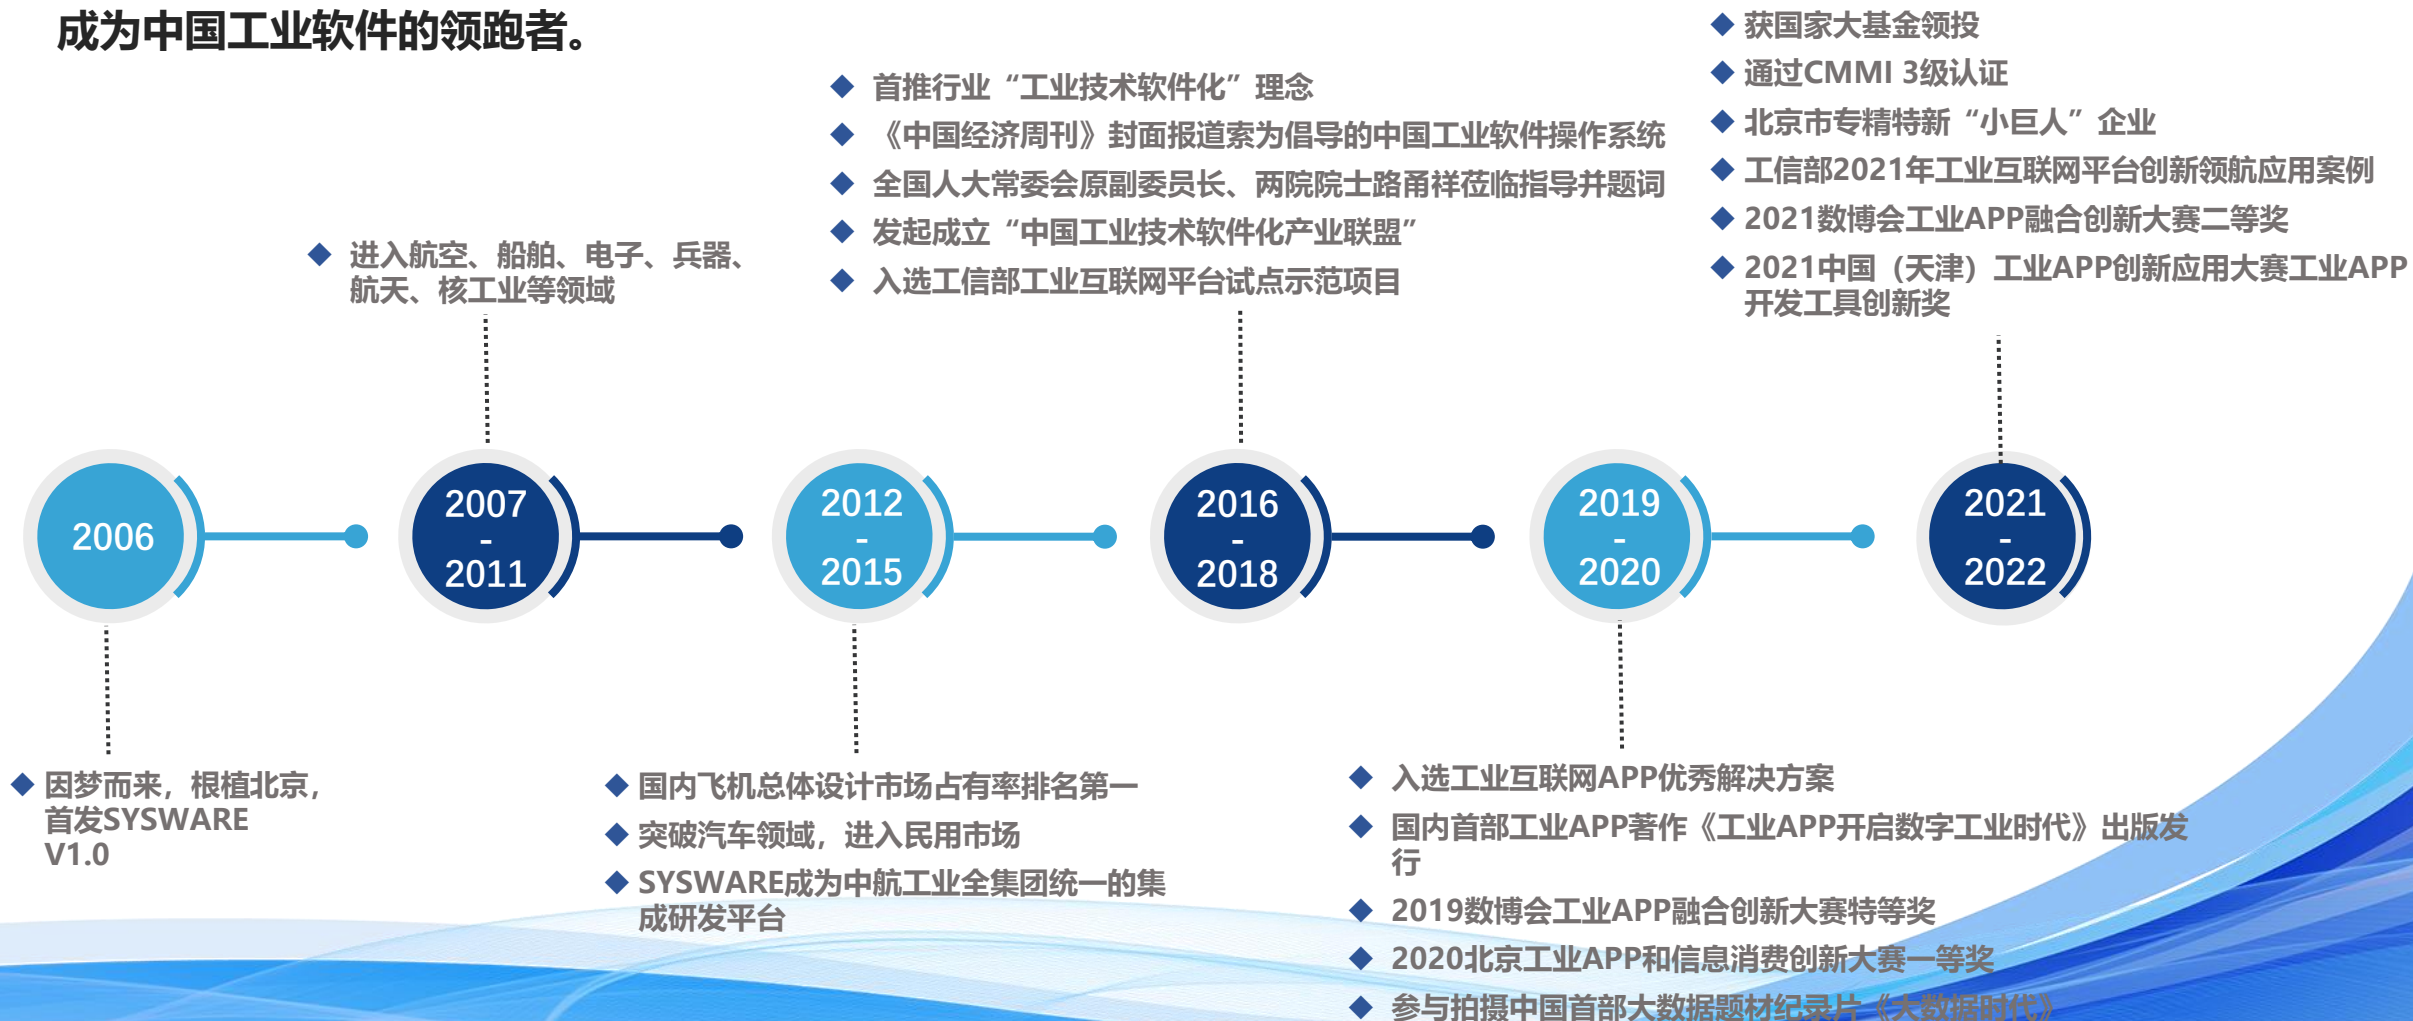 成为中国工业软件的领跑者。
2006
因梦而来，根植北京，
首发SYSWARE
V1.0
进入航空、船舶、电子、兵器、
航天、核工业等领域
2007
-
2011
2012
-
2015
国内飞机总体设计市场占有率排名第一
突破汽车领域，进入民用市场
SYSWARE成为中航工业全集团统一的集
成研发平台
首推行业“工业技术软件化”理念
《中国经济周刊》封面报道索为倡导的中国工业软件操作系统
全国人大常委会原副委员长、两院院士路甬祥莅临指导并题词
发起成立“中国工业技术软件化产业联盟”
入选工信部工业互联网平台试点示范项目
2016
-
2018
2019
-
2020
入选工业互联网APP优秀解决方案
国内首部工业APP著作《工业APP开启数字工业时代》出版发
行
2019数博会工业APP融合创新大赛特等奖
2020北京工业APP和信息消费创新大赛一等奖
参与拍摄中国首部大数据题材纪录片《大数据时代》
获国家大基金领投
通过CMMI 3级认证
北京市专精特新“小巨人”企业
工信部2021年工业互联网平台创新领航应用案例
2021数博会工业APP融合创新大赛二等奖
2021中国（天津）工业APP创新应用大赛工业APP
开发工具创新奖
2021
-
2022